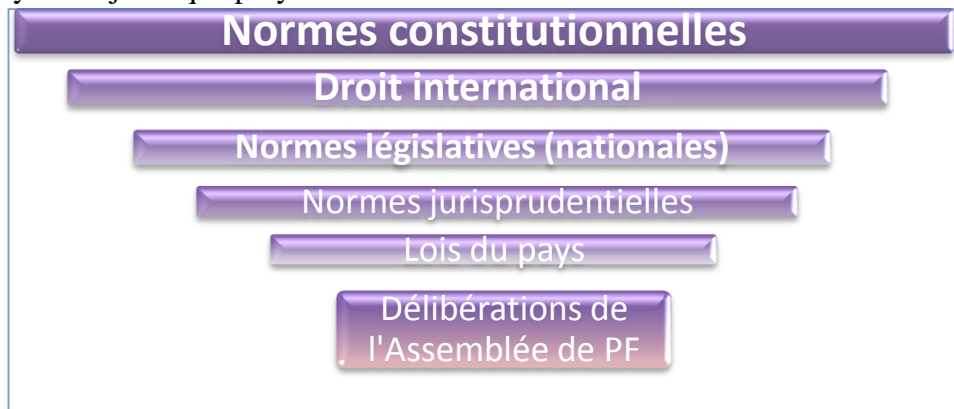 Normes constitutionnelles
Droit international
Normes législatives (nationales)
Normes jurisprudentielles
Lois du pays
Délibérations de
l'Assemblée de PF